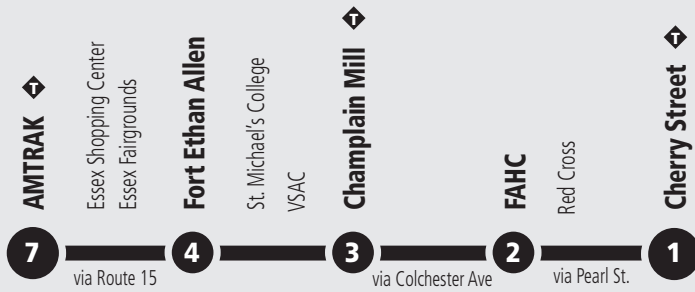 AMTRAK T
Essex Shopping Center
Essex Fairgrounds
Fort Ethan Allen
St. Michael's College
VSAC
Champlain Mill T
FAHC
Red Cross
Cherry Street T
7
4
3
2
1
via Route 15
via Colchester Ave
via Pearl St.